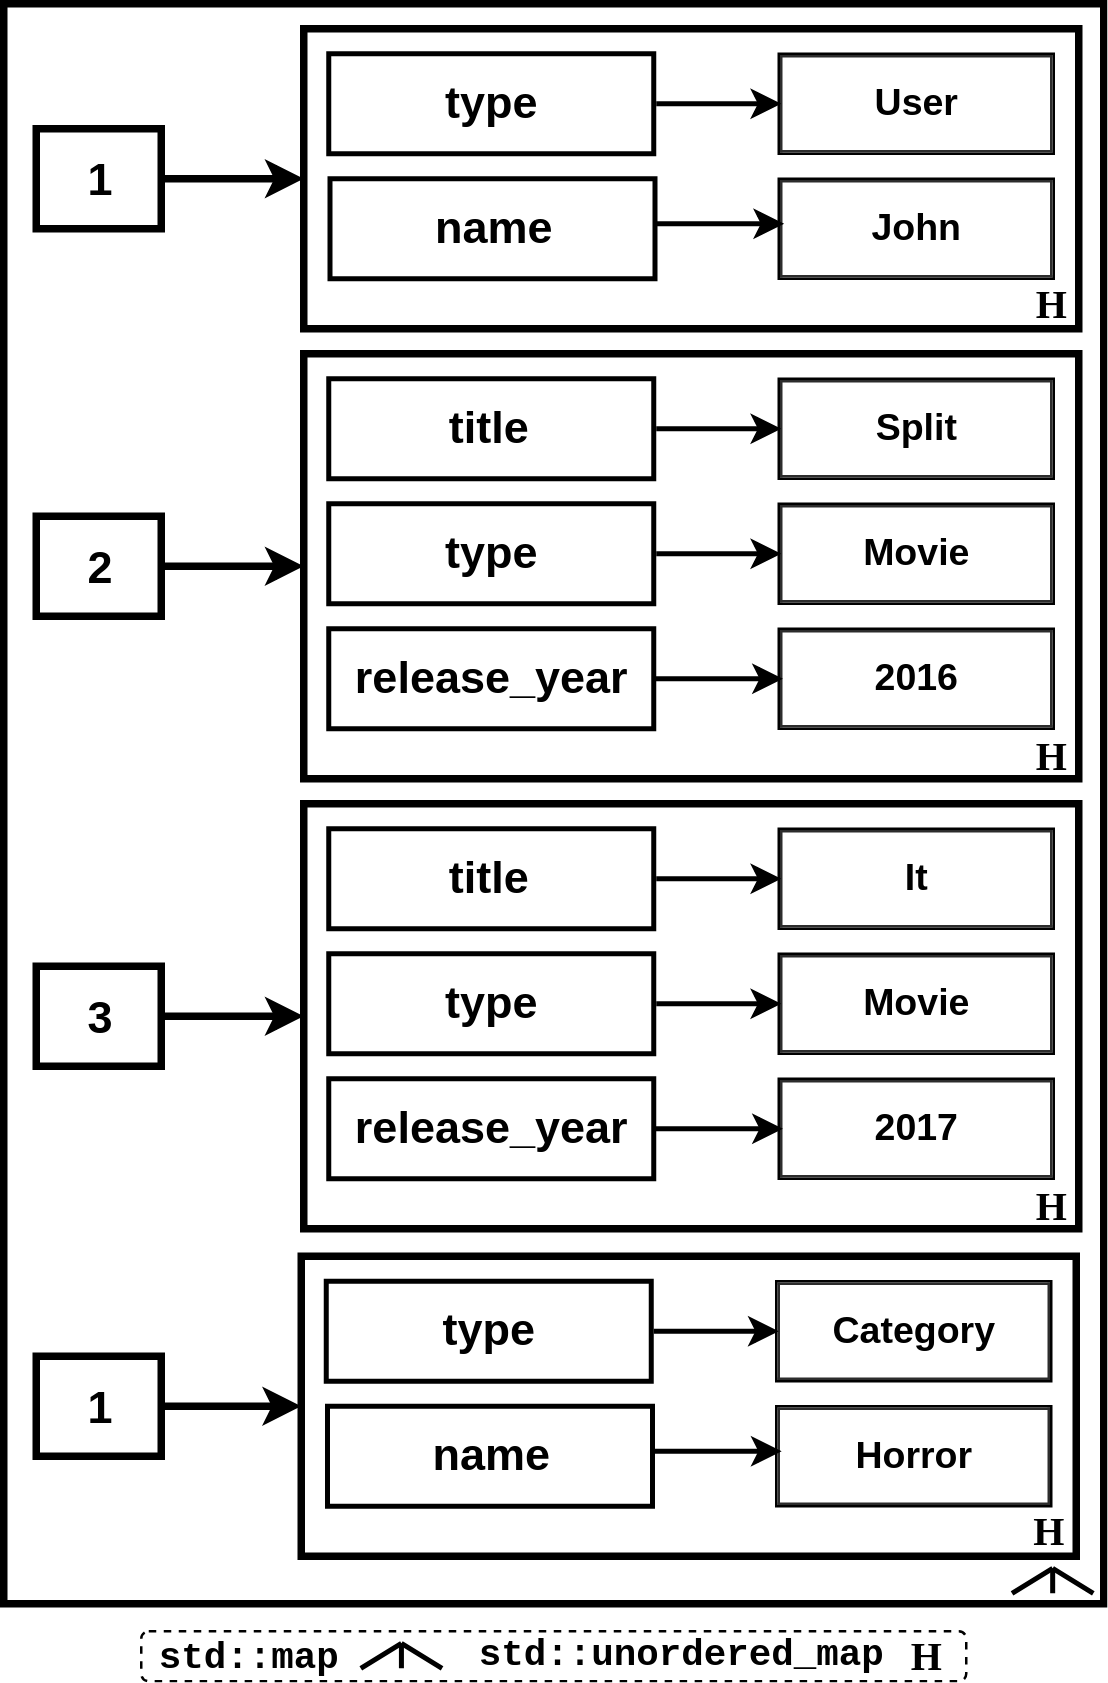 1
type User
name John
H
2
title Split
type Movie
release_year 2016
H
3
title It
type Movie
release_year 2017
H
1
type Category
name Horror
H
std::map std::unordered_map H